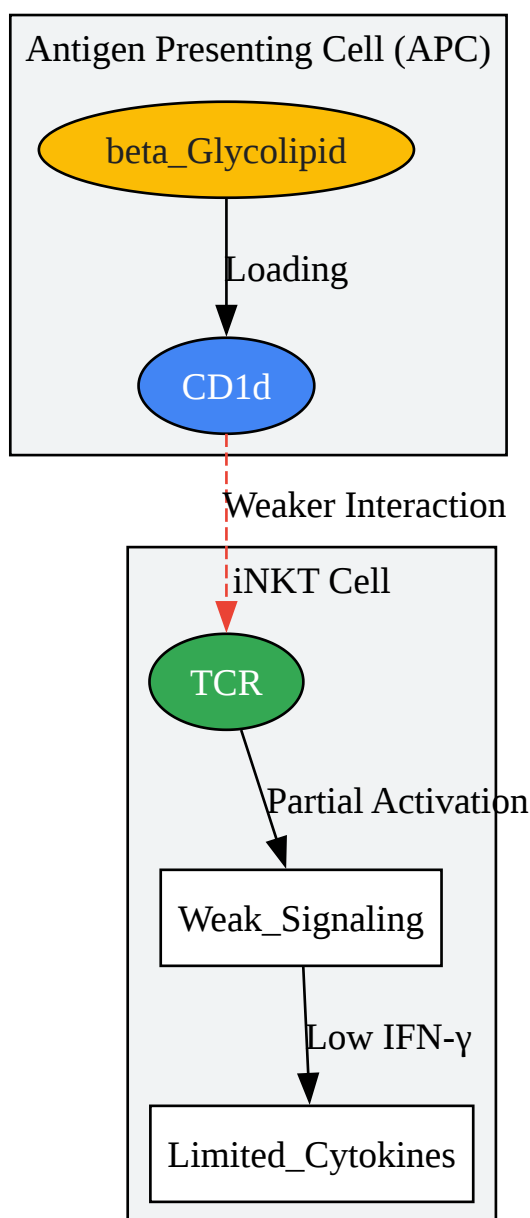 Antigen Presenting Cell (APC)
beta_Glycolipid
Loading
CD1d
Weaker Interaction
iNKT Cell
TCR
Partial Activation
Weak_Signaling
Low IFN-γ
Limited_Cytokines